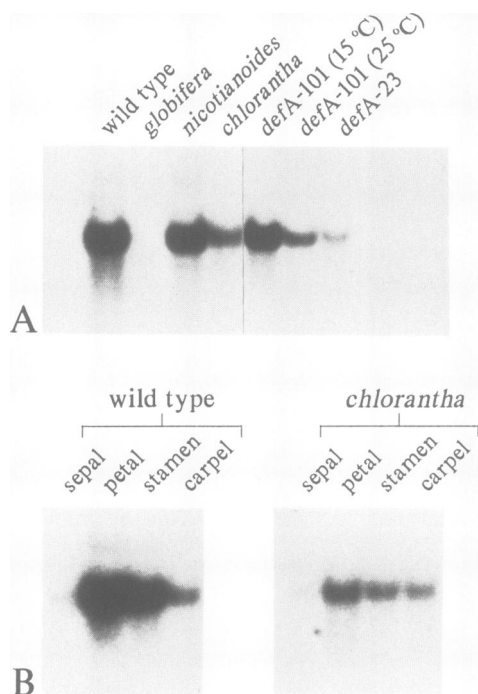 wild type
globifera
nicotianoides
chlorantha
defA-101 (15 °C)
defA-101 (25 °C)
defA-23
A
wild type
chlorantha
sepal
petal
stamen
carpel
sepal
petal
stamen
carpel
B